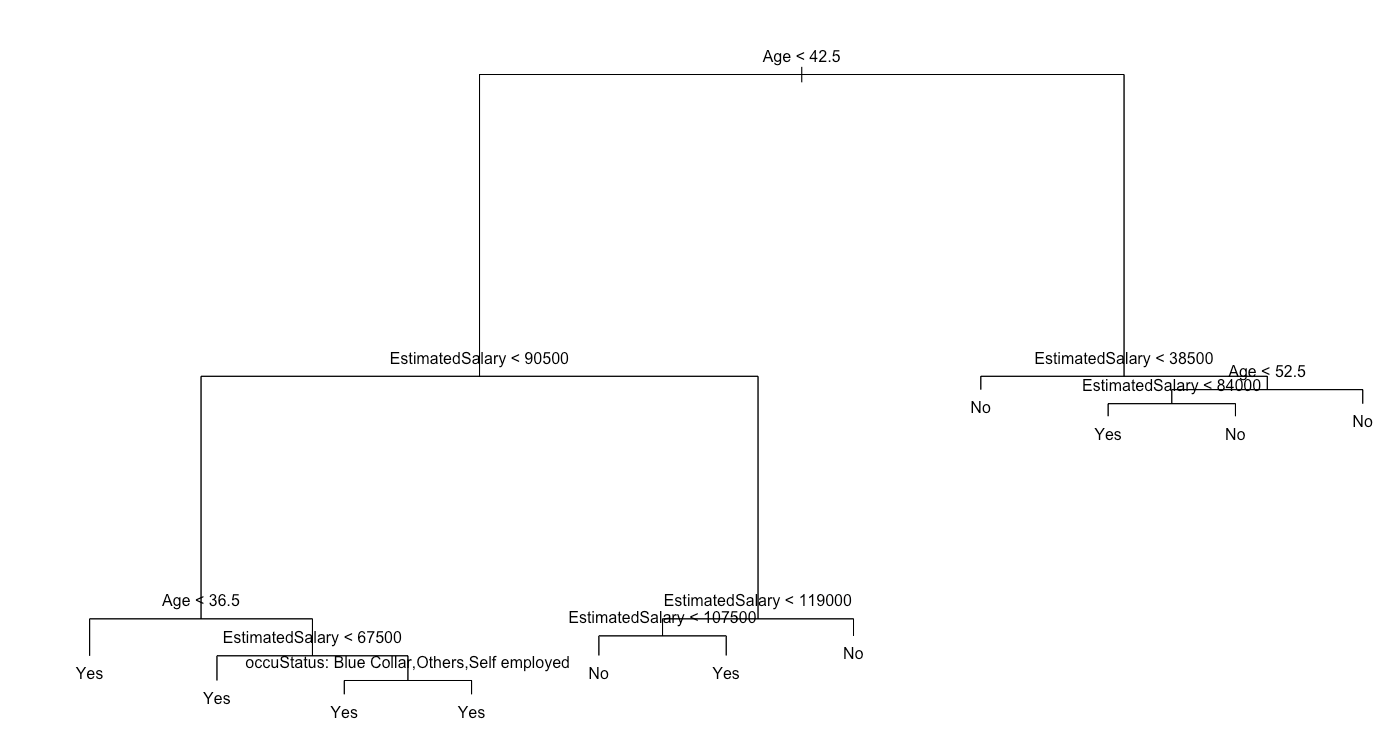 Age < 42.5
EstimatedSalary < 90500
EstimatedSalary < 38500
Age < 52.5
EstimatedSalary < 84000
No
No
Yes
No
Age < 36.5
EstimatedSalary < 119000
EstimatedSalary < 107500
EstimatedSalary < 67500
No
occuStatus: Blue Collar,Others,Self employed
Yes
No
Yes
Yes
Yes
Yes